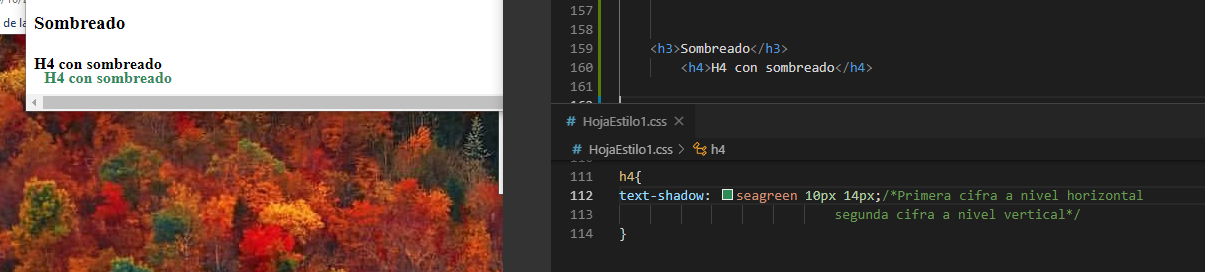 de la
Sombreado
H4 con sombreado
H4 con sombreado
157
158
159 <h3>Sombreado</h3>
160 <h4>H4 con sombreado</h4>
161
# HojaEstilo1.css ×
# HojaEstilo1.css > h4
111 h4{
112 text-shadow: seagreen 10px 14px;/*Primera cifra a nivel horizontal
113 segunda cifra a nivel vertical*/
114 }